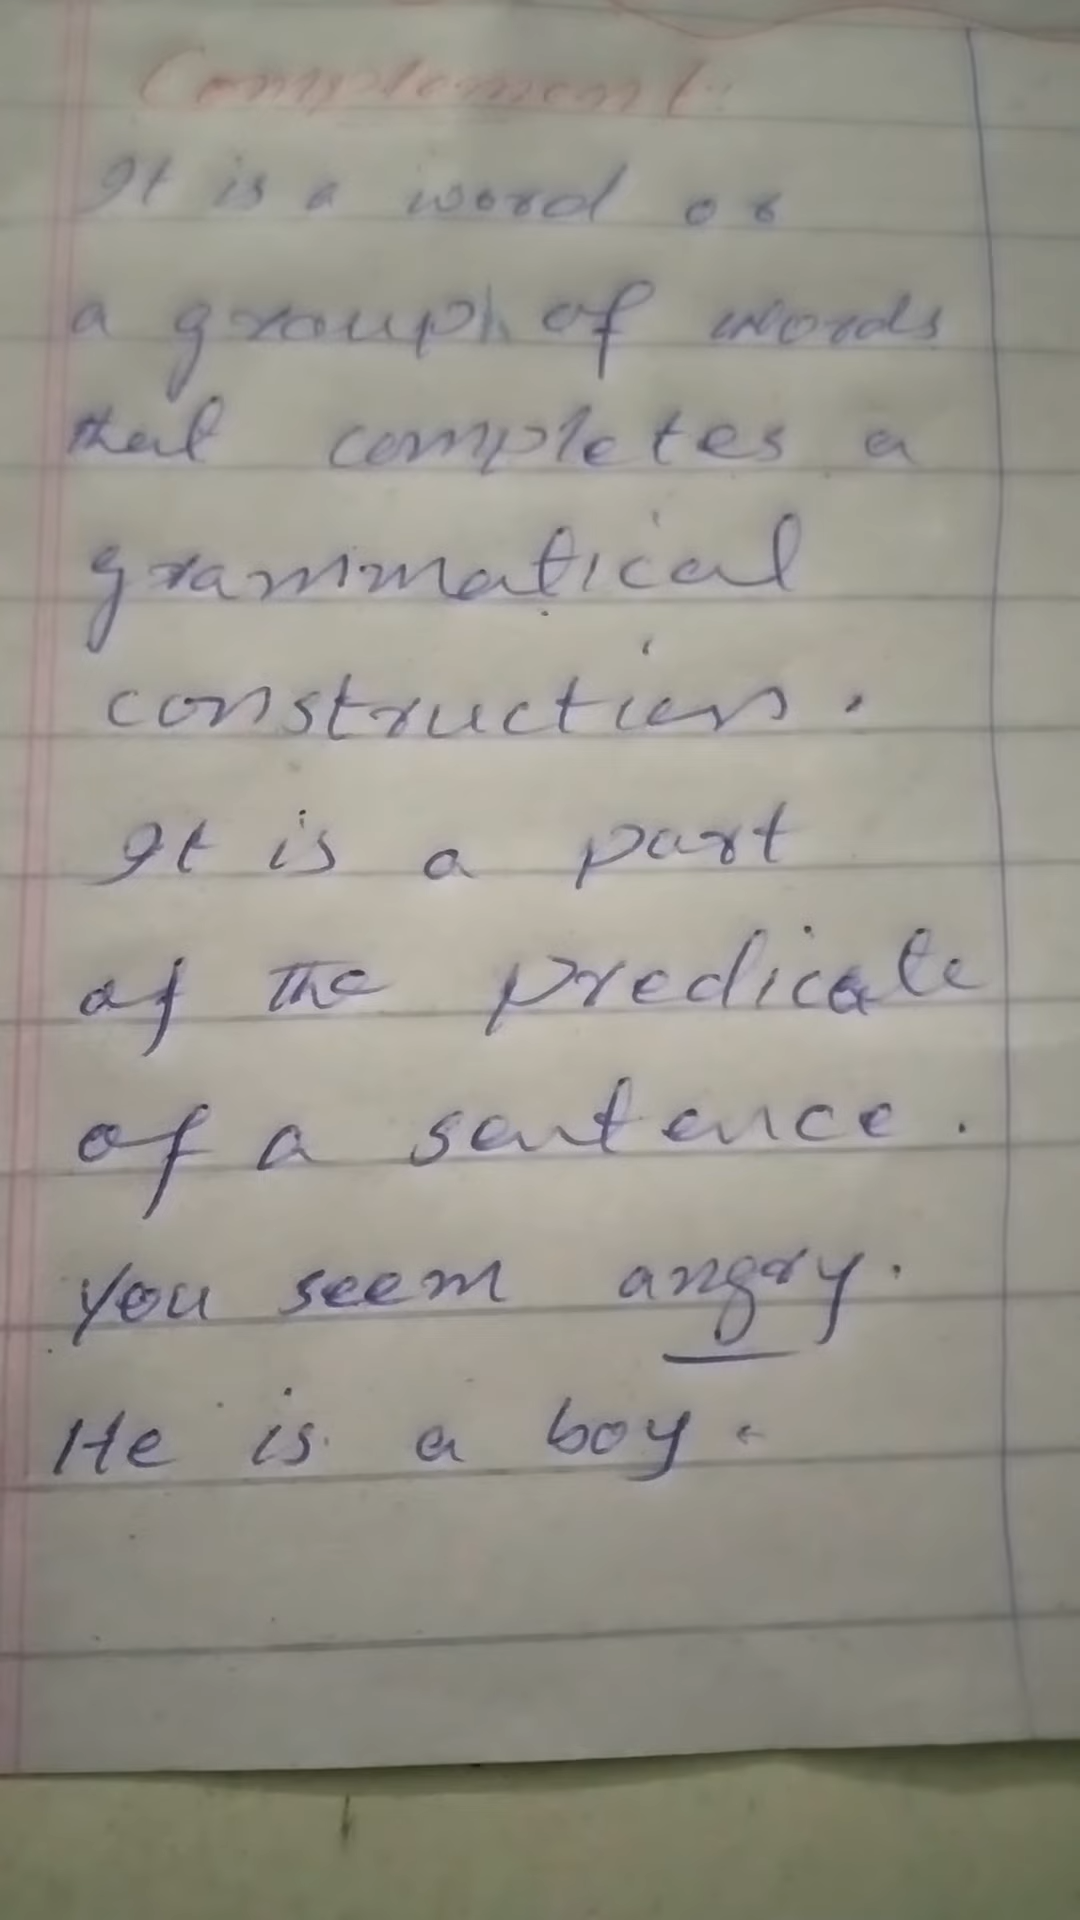 Complement:
It is a word or
a group of words
that completes a
grammatical
construction.
It is a part
of the predicate
of a sentence.
You seem angry.
He is a boy.